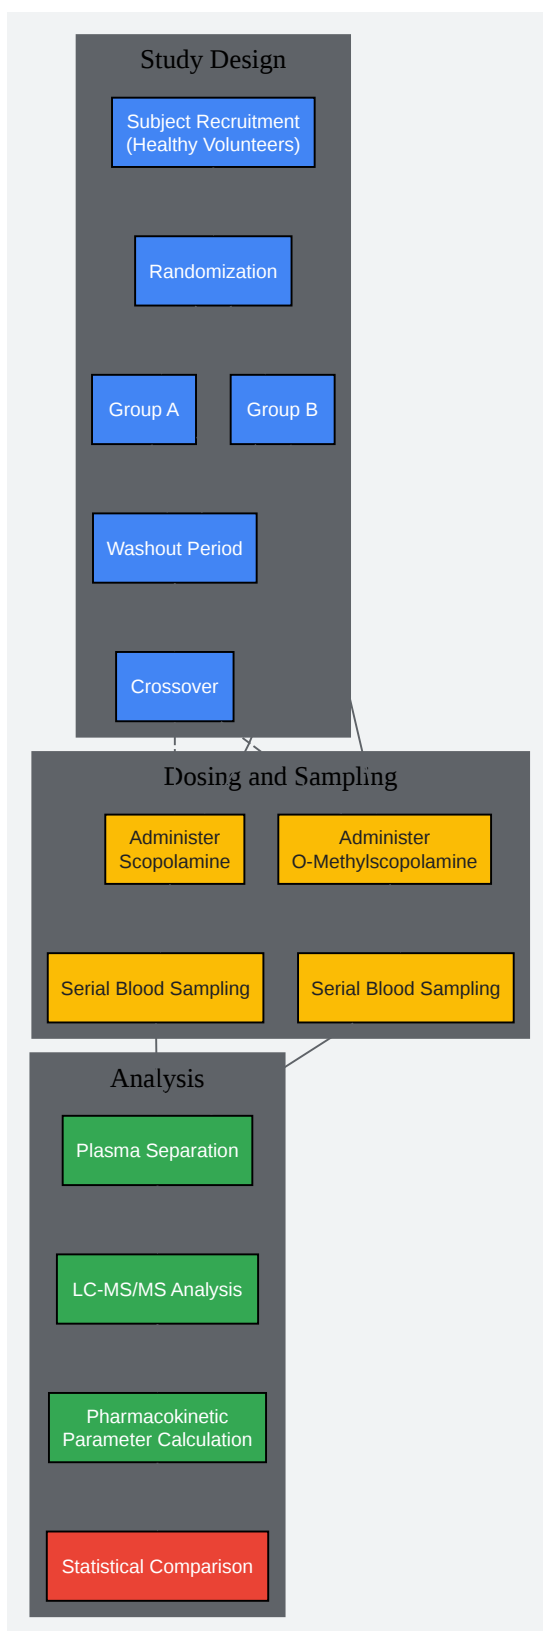 Study Design
Subject Recruitment
(Healthy Volunteers)
Randomization
Group A
Group B
Washout Period
Crossover
Dosing and Sampling
Administer
Scopolamine
Administer
O-Methylscopolamine
Serial Blood Sampling
Serial Blood Sampling
Analysis
Plasma Separation
LC-MS/MS Analysis
Pharmacokinetic
Parameter Calculation
Statistical Comparison